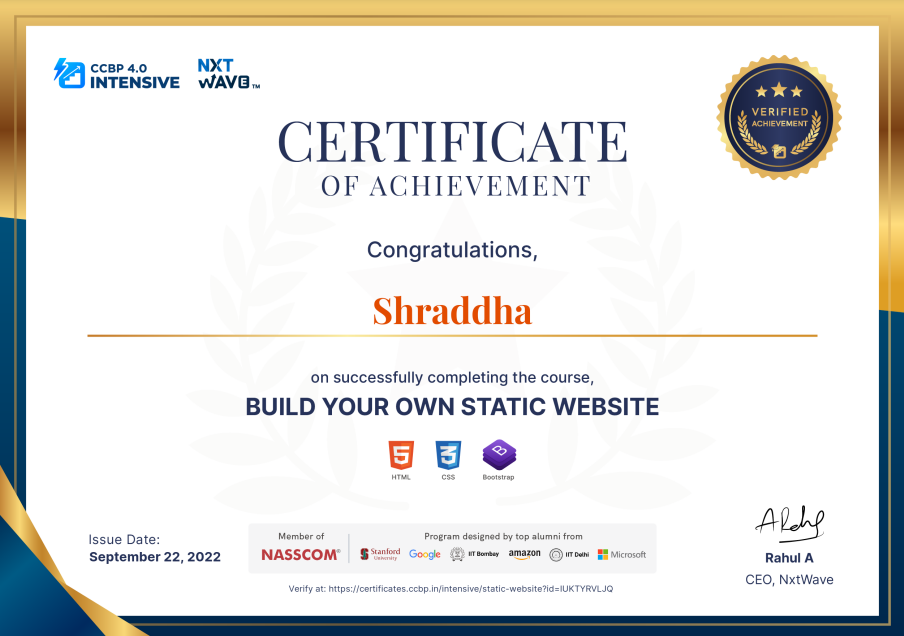 CCBP 4.0
INTENSIVE
NXT
WAVE™
VERIFIED
ACHIEVEMENT
CERTIFICATE
OF ACHIEVEMENT
Congratulations,
Shraddha
on successfully completing the course,
BUILD YOUR OWN STATIC WEBSITE
5 3 B
HTML CSS Bootstrap
Issue Date:
September 22, 2022
Member of
NASSCOM®
Program designed by top alumni from
S Stanford University Google IIT Bombay amazon IIT Delhi Microsoft
Verify at: https://certificates.ccbp.in/intensive/static-website?id=IUKTYRVLJQ
Rahul A
CEO, NxtWave